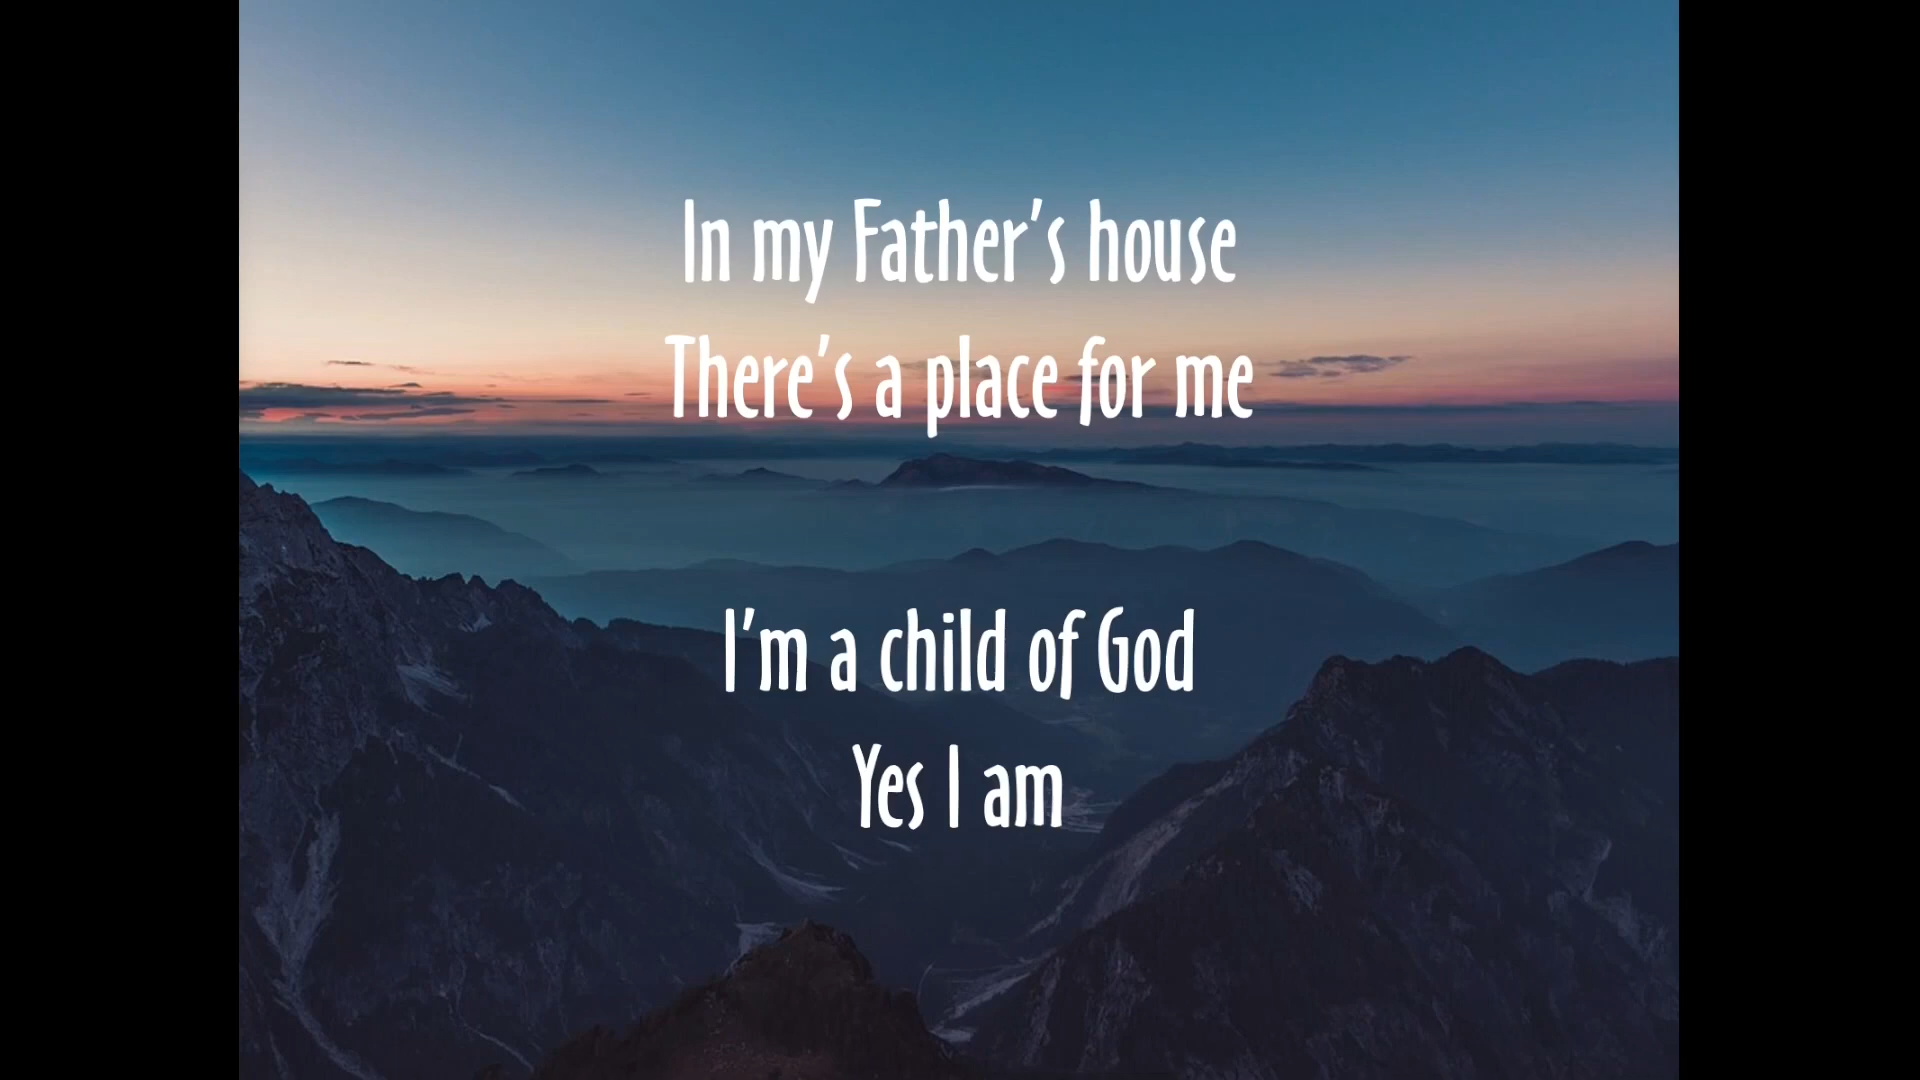 In my Father's house
There's a place for me
I'm a child of God
Yes I am